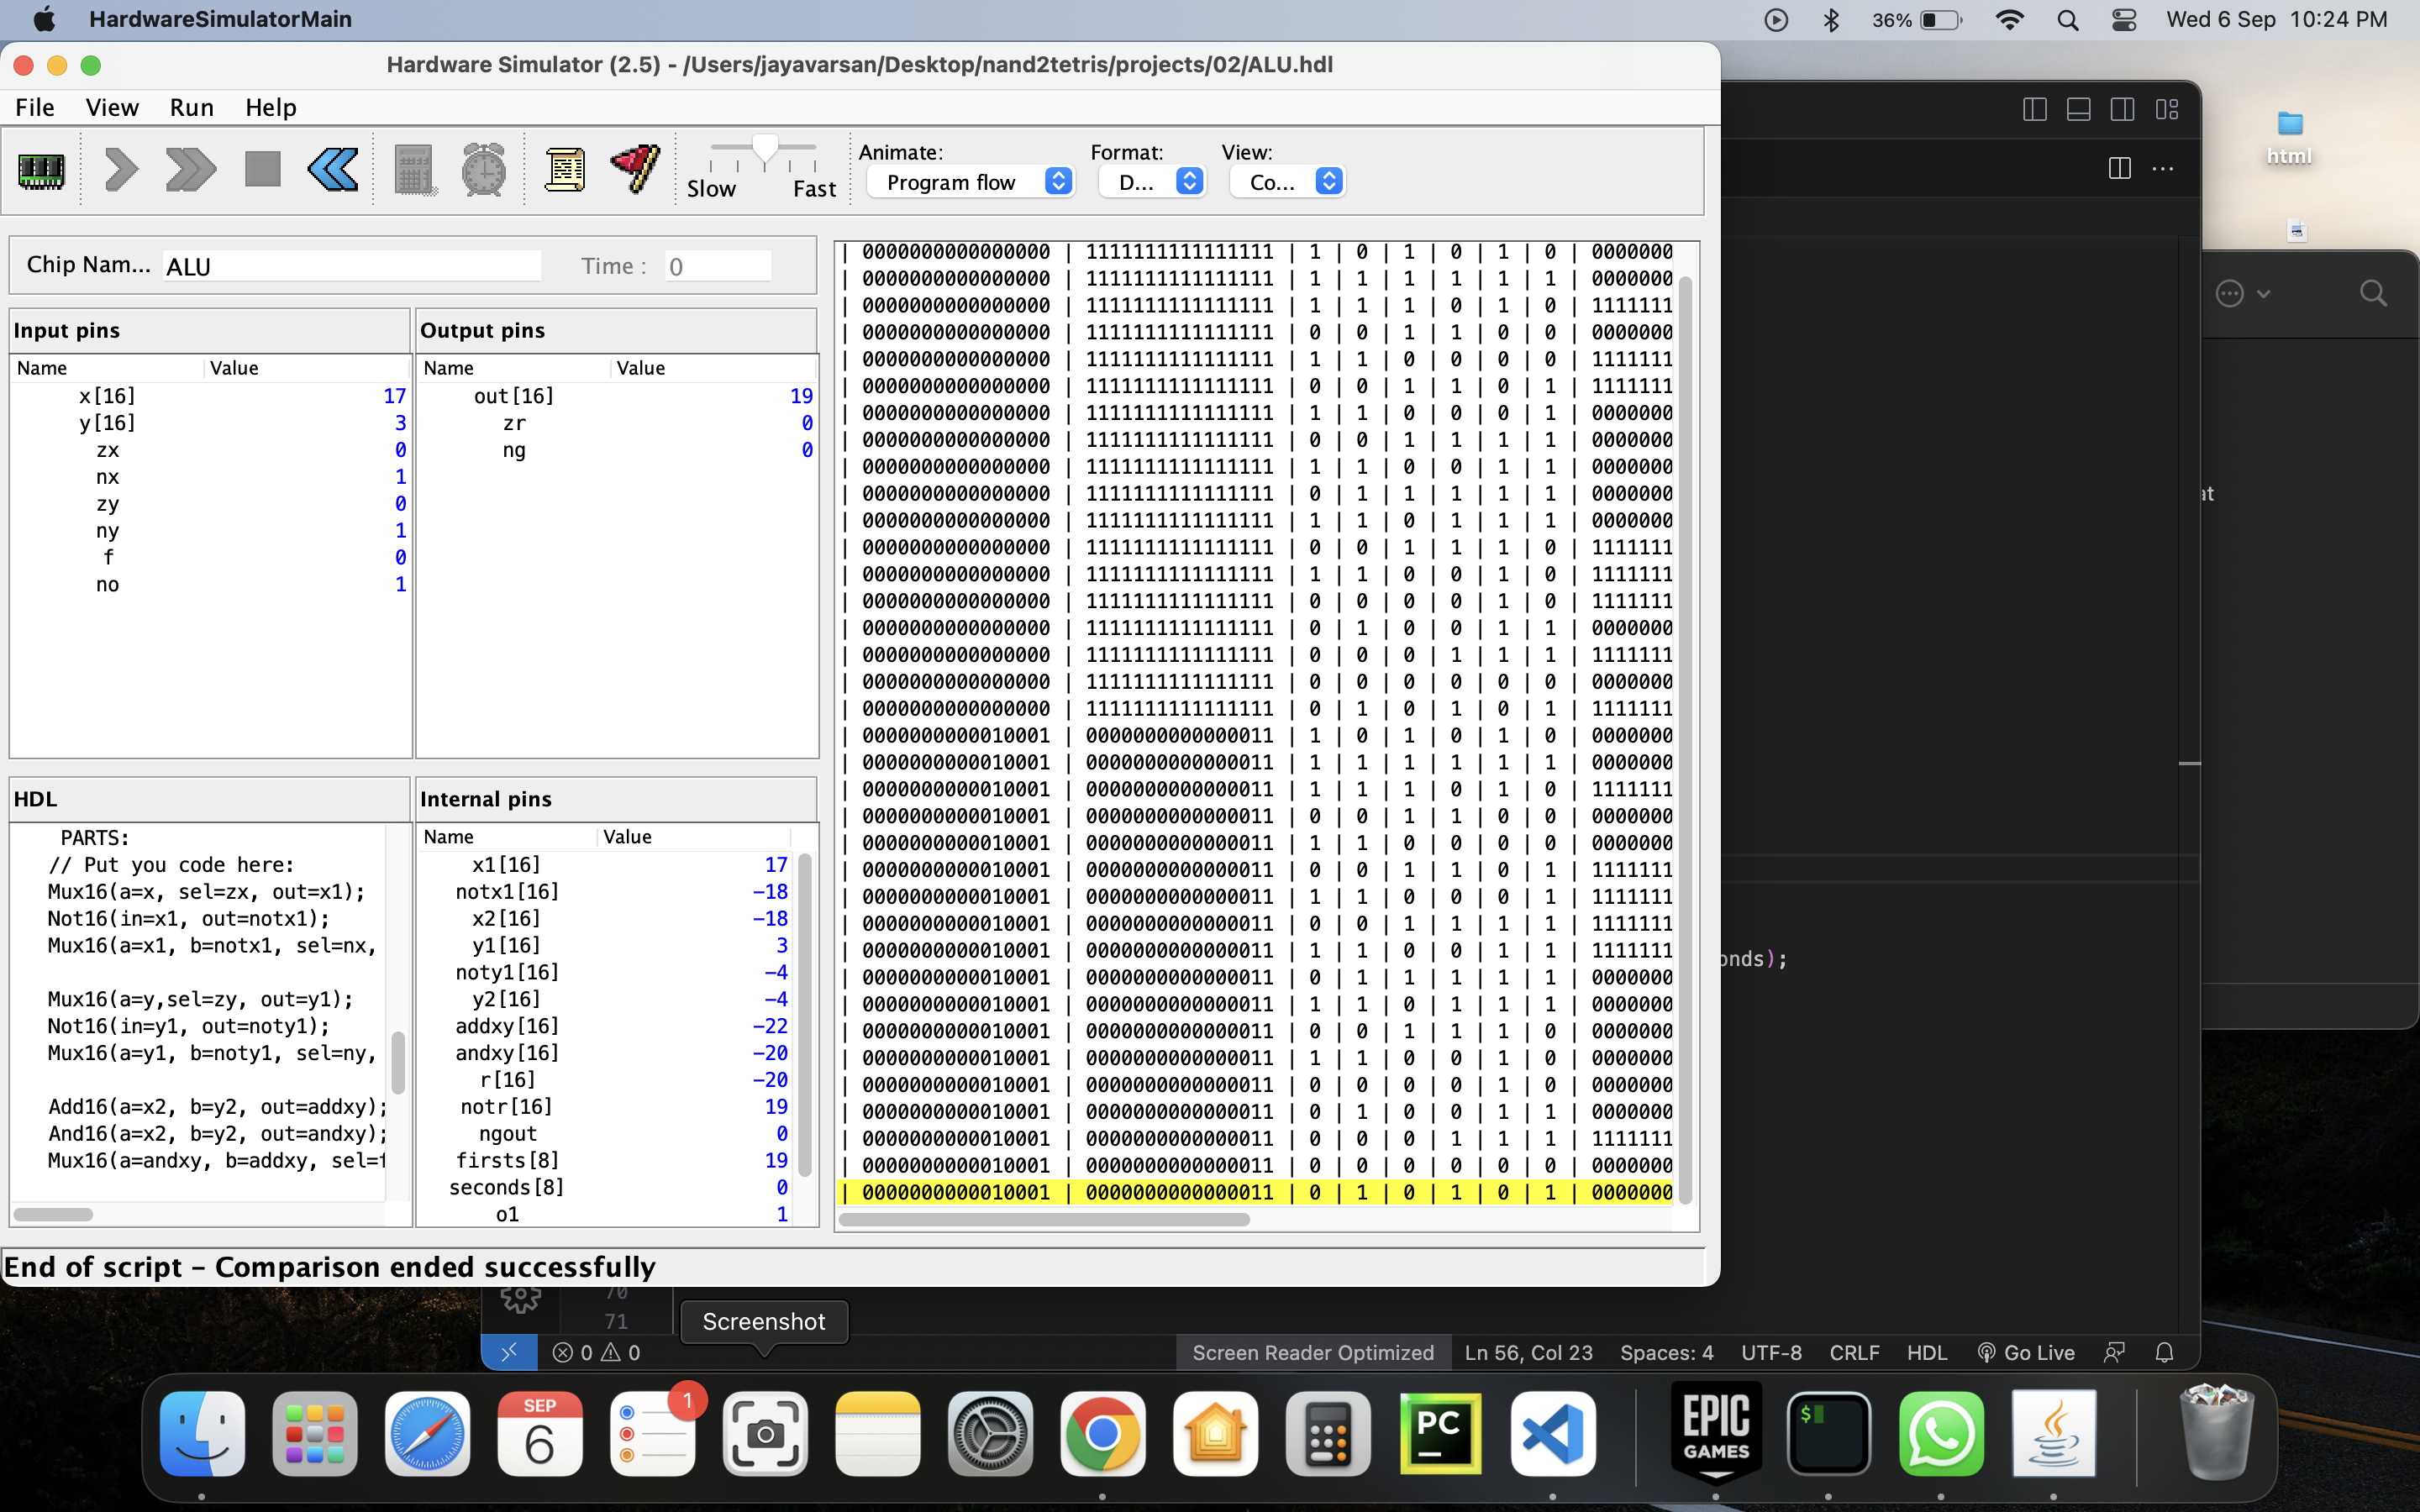 HardwareSimulatorMain
36%
Wed 6 Sep 10:24 PM
Hardware Simulator (2.5) - /Users/jayavarsan/Desktop/nand2tetris/projects/02/ALU.hdl
File View Run Help
Animate: Format: View:
Slow Fast
Program flow D... Co...
html
Chip Nam... ALU Time : 0
Input pins
Name Value
x[16] 17
y[16] 3
zx 0
nx 1
zy 0
ny 1
f 0
no 1
Output pins
Name Value
out[16] 19
zr 0
ng 0
HDL
PARTS:
// Put you code here:
Mux16(a=x, sel=zx, out=x1);
Not16(in=x1, out=notx1);
Mux16(a=x1, b=notx1, sel=nx,
Mux16(a=y,sel=zy, out=y1);
Not16(in=y1, out=noty1);
Mux16(a=y1, b=noty1, sel=ny,
Add16(a=x2, b=y2, out=addxy);
And16(a=x2, b=y2, out=andxy);
Mux16(a=andxy, b=addxy, sel=f
Internal pins
Name Value
x1[16] 17
notx1[16] -18
x2[16] -18
y1[16] 3
noty1[16] -4
y2[16] -4
addxy[16] -22
andxy[16] -20
r[16] -20
notr[16] 19
ngout 0
firsts[8] 19
seconds[8] 0
o1 1
| 0000000000000000 | 1111111111111111 | 1 | 0 | 1 | 0 | 1 | 0 | 0000000
| 0000000000000000 | 1111111111111111 | 1 | 1 | 1 | 1 | 1 | 1 | 0000000
| 0000000000000000 | 1111111111111111 | 1 | 1 | 1 | 0 | 1 | 0 | 1111111
| 0000000000000000 | 1111111111111111 | 0 | 0 | 1 | 1 | 0 | 0 | 0000000
| 0000000000000000 | 1111111111111111 | 1 | 1 | 0 | 0 | 0 | 0 | 1111111
| 0000000000000000 | 1111111111111111 | 0 | 0 | 1 | 1 | 0 | 1 | 1111111
| 0000000000000000 | 1111111111111111 | 1 | 1 | 0 | 0 | 0 | 1 | 0000000
| 0000000000000000 | 1111111111111111 | 0 | 0 | 1 | 1 | 1 | 1 | 0000000
| 0000000000000000 | 1111111111111111 | 1 | 1 | 0 | 0 | 1 | 1 | 0000000
| 0000000000000000 | 1111111111111111 | 0 | 1 | 1 | 1 | 1 | 1 | 0000000
| 0000000000000000 | 1111111111111111 | 1 | 1 | 0 | 1 | 1 | 1 | 0000000
| 0000000000000000 | 1111111111111111 | 0 | 0 | 1 | 1 | 1 | 0 | 1111111
| 0000000000000000 | 1111111111111111 | 1 | 1 | 0 | 0 | 1 | 0 | 1111111
| 0000000000000000 | 1111111111111111 | 0 | 0 | 0 | 0 | 1 | 0 | 1111111
| 0000000000000000 | 1111111111111111 | 0 | 1 | 0 | 0 | 1 | 1 | 0000000
| 0000000000000000 | 1111111111111111 | 0 | 0 | 0 | 1 | 1 | 1 | 1111111
| 0000000000000000 | 1111111111111111 | 0 | 0 | 0 | 0 | 0 | 0 | 0000000
| 0000000000000000 | 1111111111111111 | 0 | 1 | 0 | 1 | 0 | 1 | 1111111
| 0000000000010001 | 0000000000000011 | 1 | 0 | 1 | 0 | 1 | 0 | 0000000
| 0000000000010001 | 0000000000000011 | 1 | 1 | 1 | 1 | 1 | 1 | 0000000
| 0000000000010001 | 0000000000000011 | 1 | 1 | 1 | 0 | 1 | 0 | 1111111
| 0000000000010001 | 0000000000000011 | 0 | 0 | 1 | 1 | 0 | 0 | 0000000
| 0000000000010001 | 0000000000000011 | 1 | 1 | 0 | 0 | 0 | 0 | 0000000
| 0000000000010001 | 0000000000000011 | 0 | 0 | 1 | 1 | 0 | 1 | 1111111
| 0000000000010001 | 0000000000000011 | 1 | 1 | 0 | 0 | 0 | 1 | 1111111
| 0000000000010001 | 0000000000000011 | 0 | 0 | 1 | 1 | 1 | 1 | 1111111
| 0000000000010001 | 0000000000000011 | 1 | 1 | 0 | 0 | 1 | 1 | 1111111
| 0000000000010001 | 0000000000000011 | 0 | 1 | 1 | 1 | 1 | 1 | 0000000
| 0000000000010001 | 0000000000000011 | 1 | 1 | 0 | 1 | 1 | 1 | 0000000
| 0000000000010001 | 0000000000000011 | 0 | 0 | 1 | 1 | 1 | 0 | 0000000
| 0000000000010001 | 0000000000000011 | 1 | 1 | 0 | 0 | 1 | 0 | 0000000
| 0000000000010001 | 0000000000000011 | 0 | 0 | 0 | 0 | 1 | 0 | 0000000
| 0000000000010001 | 0000000000000011 | 0 | 1 | 0 | 0 | 1 | 1 | 0000000
| 0000000000010001 | 0000000000000011 | 0 | 0 | 0 | 1 | 1 | 1 | 1111111
| 0000000000010001 | 0000000000000011 | 0 | 0 | 0 | 0 | 0 | 0 | 0000000
| 0000000000010001 | 0000000000000011 | 0 | 1 | 0 | 1 | 0 | 1 | 0000000
End of script – Comparison ended successfully
at
onds);
70
71
Screenshot
0 0
Screen Reader Optimized Ln 56, Col 23 Spaces: 4 UTF-8 CRLF HDL Go Live
SEP
6
1
PC
EPIC
GAMES
$